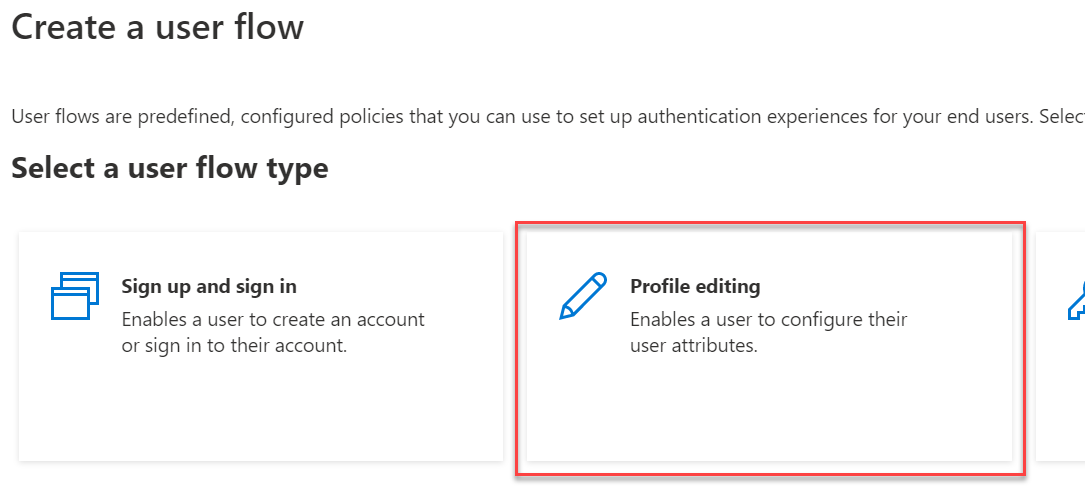 Create a user flow
User flows are predefined, configured policies that you can use to set up authentication experiences for your end users. Select
Select a user flow type
Sign up and sign in
Enables a user to create an account
or sign in to their account.
Profile editing
Enables a user to configure their
user attributes.